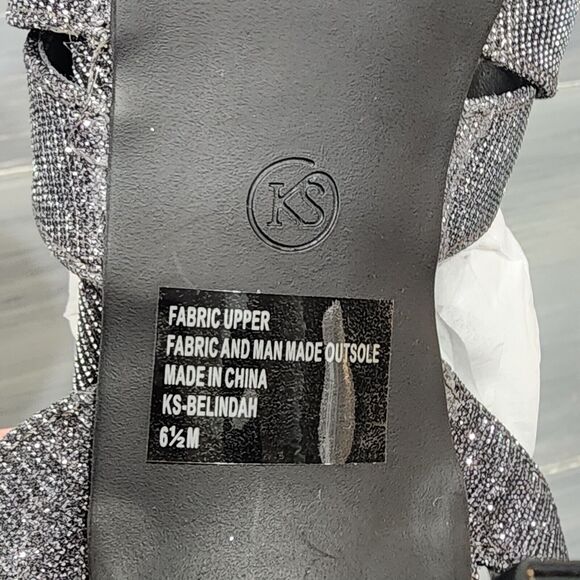 KS
FABRIC UPPER
FABRIC AND MAN MADE OUTSOLE
MADE IN CHINA
KS-BELINDAH
6½M